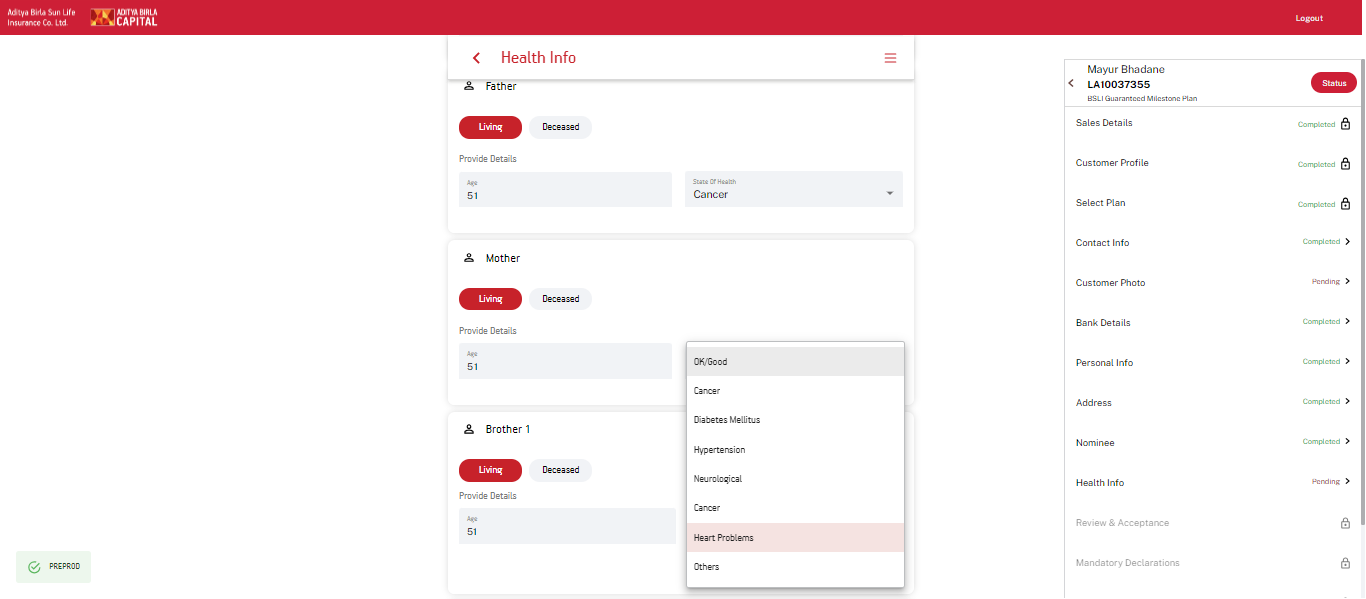 Aditya Birla Sun Life
Insurance Co. Ltd.
ADITYA BIRLA
CAPITAL
Logout
Health Info
Father
Living
Deceased
Provide Details
Age
51
State Of Health
Cancer
Mother
Living
Deceased
Provide Details
Age
51
OK/Good
Cancer
Diabetes Mellitus
Hypertension
Neurological
Cancer
Heart Problems
Others
Brother 1
Living
Deceased
Provide Details
Age
51
PREPROD
Mayur Bhadane
LA10037355
BSLI Guaranteed Milestone Plan
Status
Sales Details Completed
Customer Profile Completed
Select Plan Completed
Contact Info Completed
Customer Photo Pending
Bank Details Completed
Personal Info Completed
Address Completed
Nominee Completed
Health Info Pending
Review & Acceptance
Mandatory Declarations